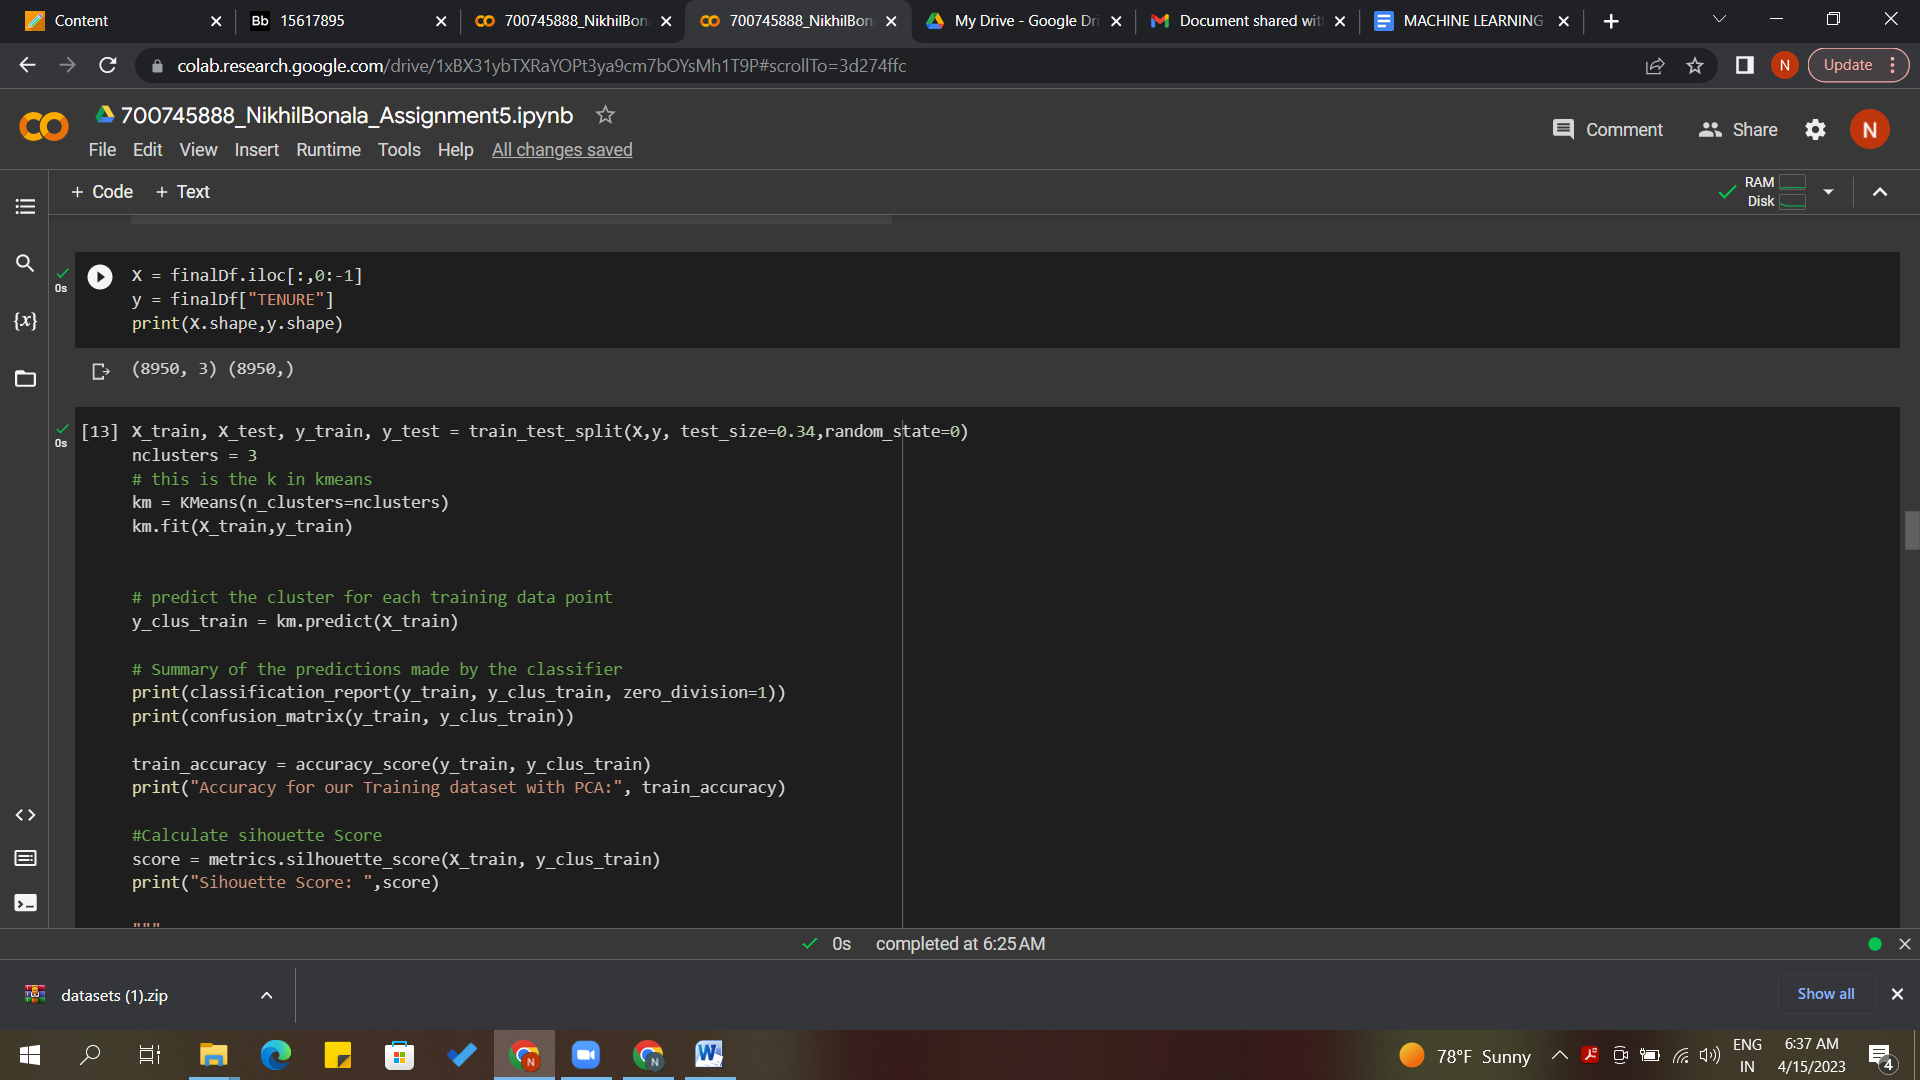 Content
Bb 15617895
700745888_NikhilBon
700745888_NikhilBon
My Drive - Google Dri
Document shared wit
MACHINE LEARNING
colab.research.google.com/drive/1xBX31ybTXRaYOPt3ya9cm7bOYsMh1T9P#scrollTo=3d274ffc
N
Update
700745888_NikhilBonala_Assignment5.ipynb
File Edit View Insert Runtime Tools Help All changes saved
Comment
Share
N
+ Code + Text
RAM
Disk
0s
X = finalDf.iloc[:,0:-1]
y = finalDf["TENURE"]
print(X.shape,y.shape)
{x}
(8950, 3) (8950,)
0s
[13] X_train, X_test, y_train, y_test = train_test_split(X,y, test_size=0.34,random_state=0)
nclusters = 3
# this is the k in kmeans
km = KMeans(n_clusters=nclusters)
km.fit(X_train,y_train)
# predict the cluster for each training data point
y_clus_train = km.predict(X_train)
# Summary of the predictions made by the classifier
print(classification_report(y_train, y_clus_train, zero_division=1))
print(confusion_matrix(y_train, y_clus_train))
train_accuracy = accuracy_score(y_train, y_clus_train)
print("Accuracy for our Training dataset with PCA:", train_accuracy)
#Calculate sihouette Score
score = metrics.silhouette_score(X_train, y_clus_train)
print("Sihouette Score: ",score)
"""
0s completed at 6:25 AM
datasets (1).zip
Show all
78°F Sunny
ENG
IN
6:37 AM
4/15/2023
4